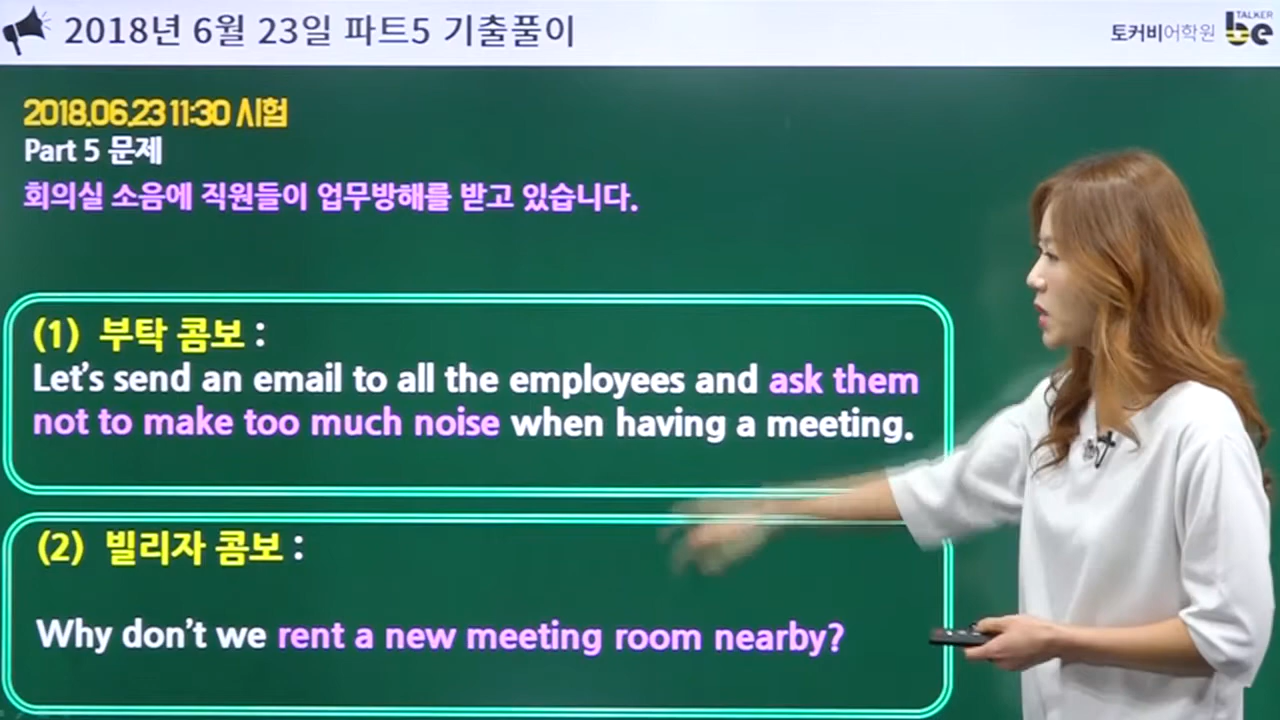 2018년 6월 23일 파트5 기출풀이
토커비어학원
TALKER
be
2018.06.23 11:30 시험
Part 5 문제
회의실 소음에 직원들이 업무방해를 받고 있습니다.
(1) 부탁 콤보 :
Let's send an email to all the employees and ask them
not to make too much noise when having a meeting.
(2) 빌리자 콤보 :
Why don't we rent a new meeting room nearby?